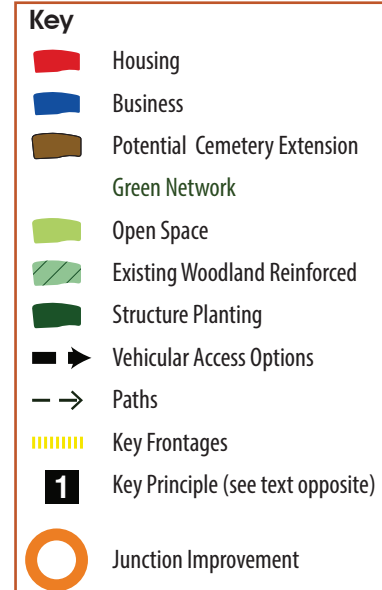 Key
Housing
Business
Potential Cemetery Extension
Green Network
Open Space
Existing Woodland Reinforced
Structure Planting
Vehicular Access Options
Paths
Key Frontages
1 Key Principle (see text opposite)
Junction Improvement